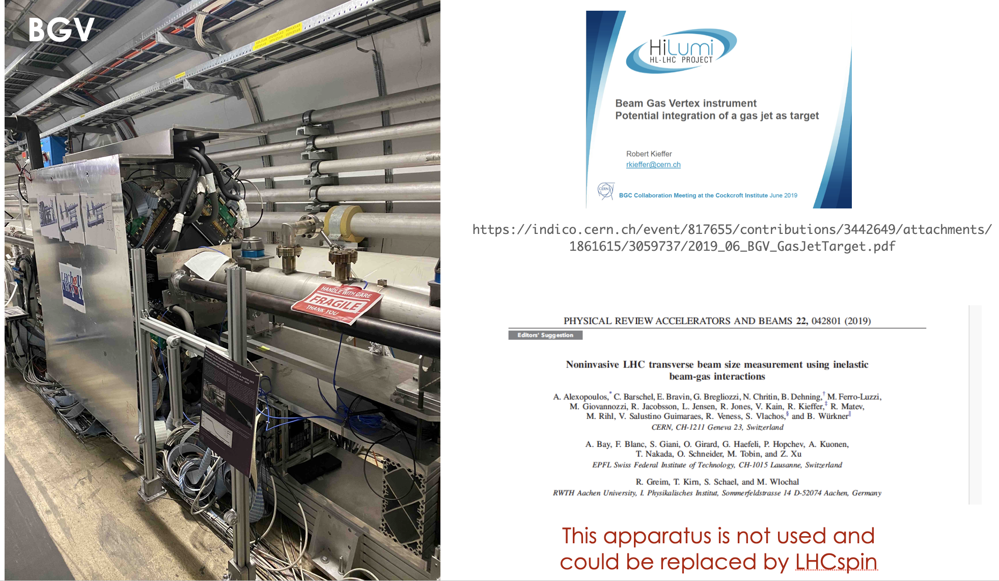 BGV
HANDLE WITH CARE
FRAGILE
THANK YOU
HiLumi
HL-LHC PROJECT
Beam Gas Vertex instrument
Potential integration of a gas jet as target
Robert Kieffer
rkieffer@cern.ch
CERN
BGC Collaboration Meeting at the Cockcroft Institute June 2019
https://indico.cern.ch/event/817655/contributions/3442649/attachments/
1861615/3059737/2019_06_BGV_GasJetTarget.pdf
PHYSICAL REVIEW ACCELERATORS AND BEAMS 22, 042801 (2019)
Editors' Suggestion
Noninvasive LHC transverse beam size measurement using inelastic
beam-gas interactions
A. Alexopoulos,* C. Barschel, E. Bravin, G. Bregliozzi, N. Chritin, B. Dehning,† M. Ferro-Luzzi,
M. Giovannozzi, R. Jacobsson, L. Jensen, R. Jones, V. Kain, R. Kieffer,‡ R. Matev,
M. Rihl, V. Salustino Guimaraes, R. Veness, S. Vlachos,§ and B. Würkner∥
CERN, CH-1211 Geneva 23, Switzerland
A. Bay, F. Blanc, S. Giani, O. Girard, G. Haefeli, P. Hopchev, A. Kuonen,
T. Nakada, O. Schneider, M. Tobin, and Z. Xu
EPFL Swiss Federal Institute of Technology, CH-1015 Lausanne, Switzerland
R. Greim, T. Kirn, S. Schael, and M. Wlochal
RWTH Aachen University, I. Physikalisches Institut, Sommerfeldstrasse 14 D-52074 Aachen, Germany
This apparatus is not used and
could be replaced by LHCspin